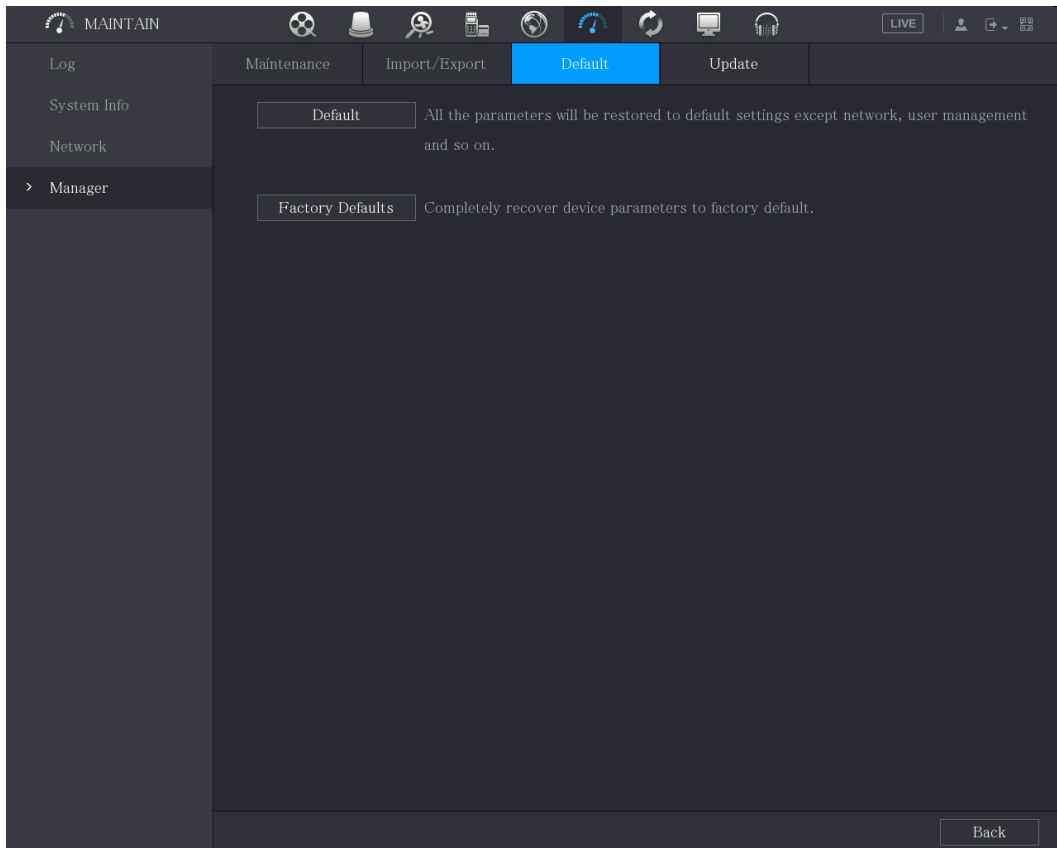 MAINTAIN
LIVE
Log
System Info
Network
Manager
Maintenance
Import/Export
Default
Update
Default
All the parameters will be restored to default settings except network, user management
and so on.
Factory Defaults
Completely recover device parameters to factory default.
Back